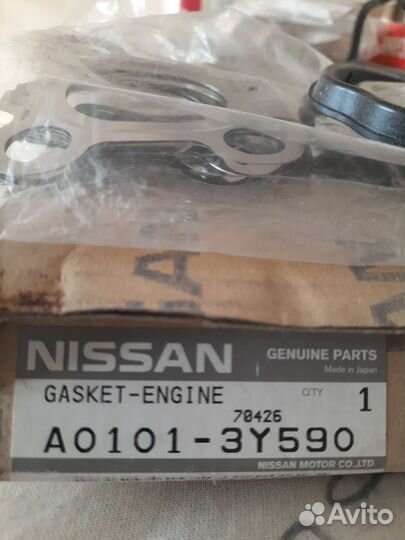 NISSAN
GENUINE PARTS
Made in Japan
GASKET-ENGINE
QTY 1
70426
A0101-3Y590
NISSAN MOTOR CO.,LTD
Avito